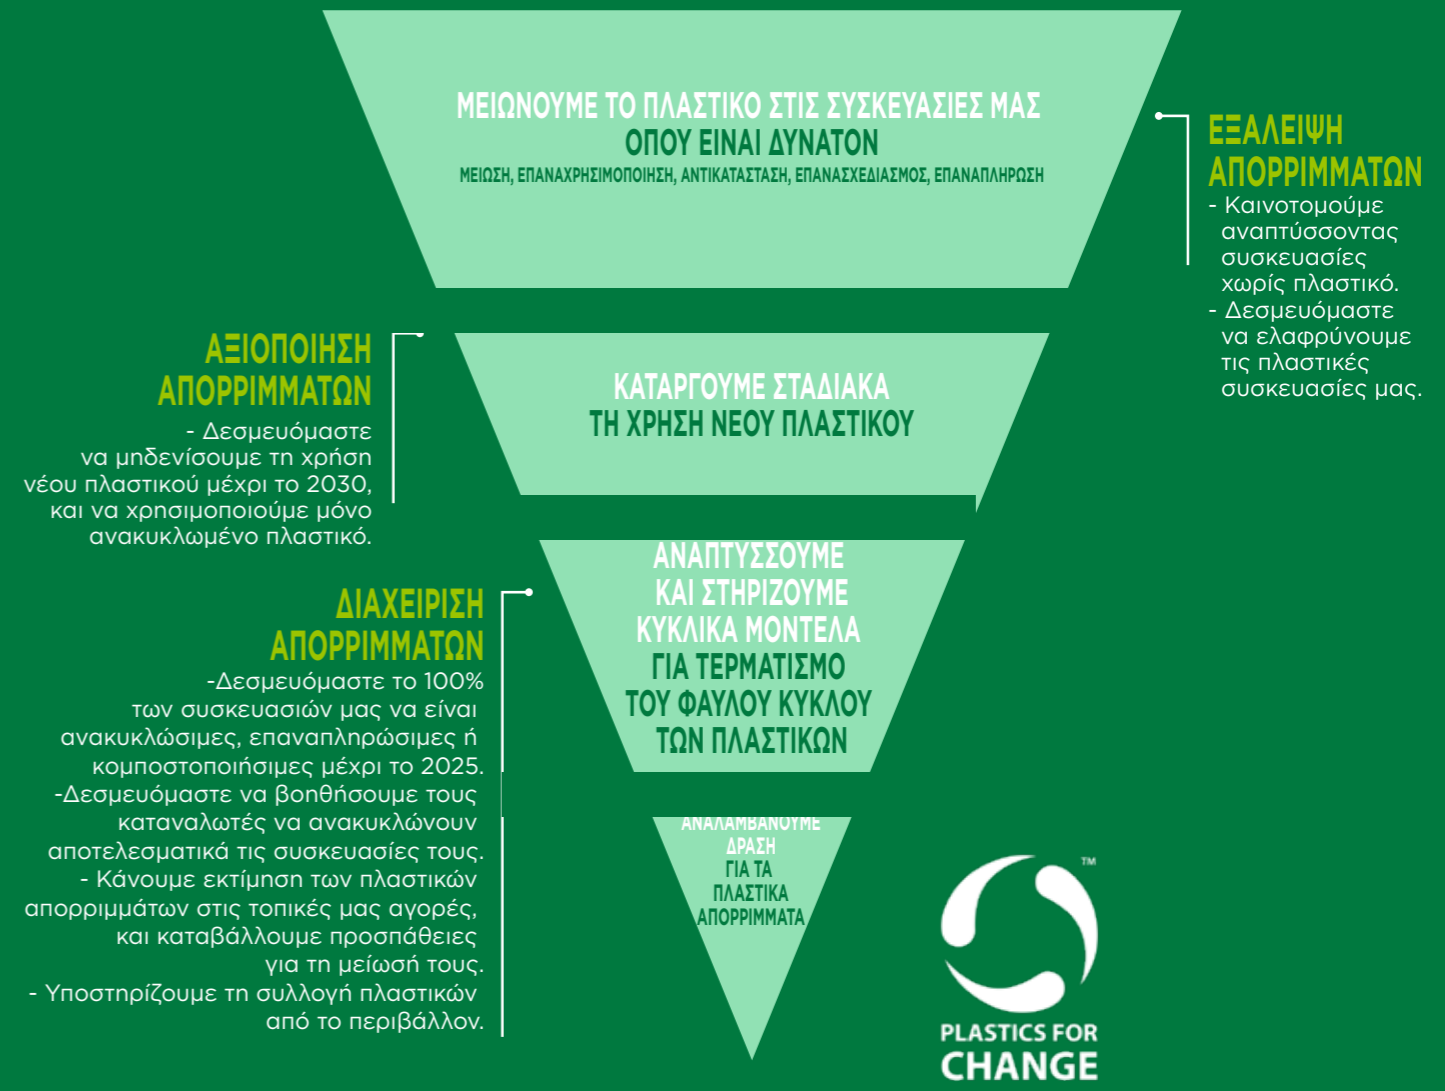 ΜΕΙΩΝΟΥΜΕ ΤΟ ΠΛΑΣΤΙΚΟ ΣΤΙΣ ΣΥΣΚΕΥΑΣΙΕΣ ΜΑΣ
ΟΠΟΥ ΕΙΝΑΙ ΔΥΝΑΤΟΝ
ΜΕΙΩΣΗ, ΕΠΑΝΑΧΡΗΣΙΜΟΠΟΙΗΣΗ, ΑΝΤΙΚΑΤΑΣΤΑΣΗ, ΕΠΑΝΑΣΧΕΔΙΑΣΜΟΣ, ΕΠΑΝΑΠΛΗΡΩΣΗ
ΕΞΑΛΕΙΨΗ
ΑΠΟΡΡΙΜΜΑΤΩΝ
- Καινοτομούμε
αναπτύσσοντας
συσκευασίες
χωρίς πλαστικό.
- Δεσμευόμαστε
να ελαφρύνουμε
τις πλαστικές
συσκευασίες μας.
ΑΞΙΟΠΟΙΗΣΗ
ΑΠΟΡΡΙΜΜΑΤΩΝ
- Δεσμευόμαστε
να μηδενίσουμε τη χρήση
νέου πλαστικού μέχρι το 2030,
και να χρησιμοποιούμε μόνο
ανακυκλωμένο πλαστικό.
ΚΑΤΑΡΓΟΥΜΕ ΣΤΑΔΙΑΚΑ
ΤΗ ΧΡΗΣΗ ΝΕΟΥ ΠΛΑΣΤΙΚΟΥ
ΑΝΑΠΤΥΣΣΟΥΜΕ
ΚΑΙ ΣΤΗΡΙΖΟΥΜΕ
ΚΥΚΛΙΚΑ ΜΟΝΤΕΛΑ
ΓΙΑ ΤΕΡΜΑΤΙΣΜΟ
ΤΟΥ ΦΑΥΛΟΥ ΚΥΚΛΟΥ
ΤΩΝ ΠΛΑΣΤΙΚΩΝ
ΔΙΑΧΕΙΡΙΣΗ
ΑΠΟΡΡΙΜΜΑΤΩΝ
-Δεσμευόμαστε το 100%
των συσκευασιών μας να είναι
ανακυκλώσιμες, επαναπληρώσιμες ή
κομποστοποιήσιμες μέχρι το 2025.
-Δεσμευόμαστε να βοηθήσουμε τους
καταναλωτές να ανακυκλώνουν
αποτελεσματικά τις συσκευασίες τους.
- Κάνουμε εκτίμηση των πλαστικών
απορριμμάτων στις τοπικές μας αγορές,
και καταβάλλουμε προσπάθειες
για τη μείωσή τους.
- Υποστηρίζουμε τη συλλογή πλαστικών
από το περιβάλλον.
ΑΝΑΛΑΜΒΑΝΟΥΜΕ
ΔΡΑΣΗ
ΓΙΑ ΤΑ
ΠΛΑΣΤΙΚΑ
ΑΠΟΡΡΙΜΜΑΤΑ
TM
PLASTICS FOR
CHANGE